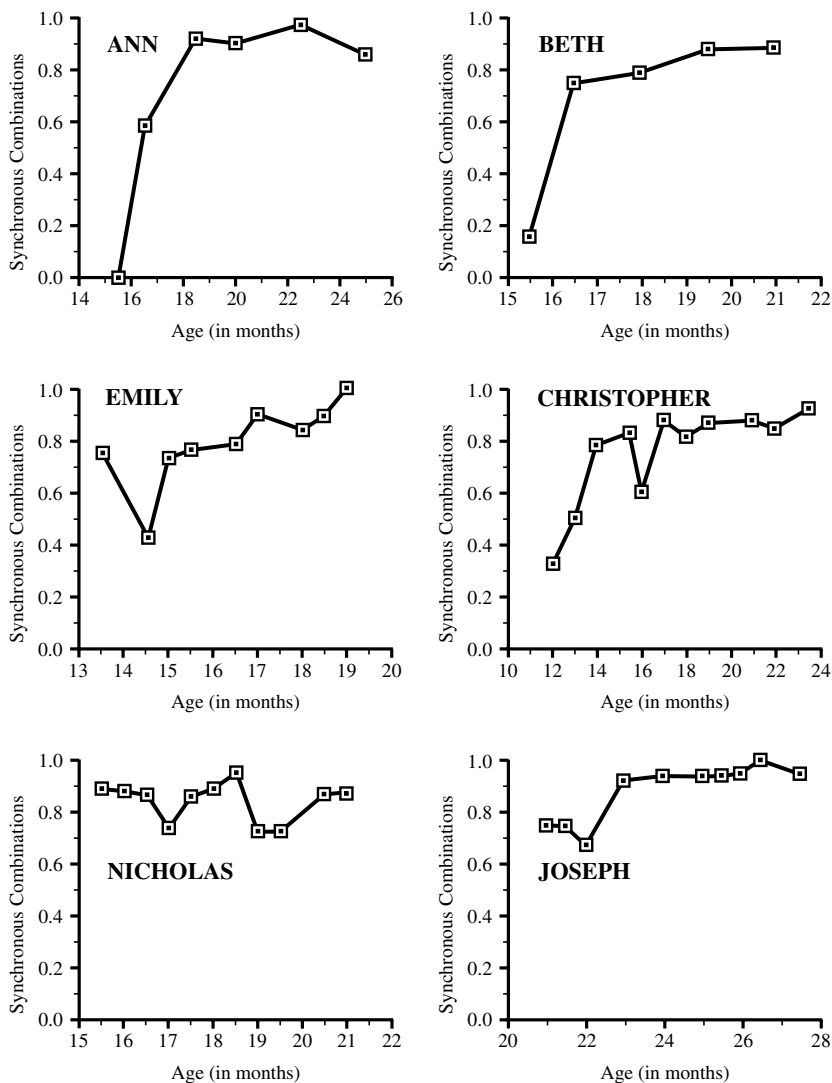 ANN
Synchronous Combinations
1.0
0.8
0.6
0.4
0.2
0.0
14 16 18 20 22 24 26
Age (in months)
BETH
Synchronous Combinations
1.0
0.8
0.6
0.4
0.2
0.0
15 16 17 18 19 20 21 22
Age (in months)
EMILY
Synchronous Combinations
1.0
0.8
0.6
0.4
0.2
0.0
13 14 15 16 17 18 19 20
Age (in months)
CHRISTOPHER
Synchronous Combinations
1.0
0.8
0.6
0.4
0.2
0.0
10 12 14 16 18 20 22 24
Age (in months)
NICHOLAS
Synchronous Combinations
1.0
0.8
0.6
0.4
0.2
0.0
15 16 17 18 19 20 21 22
Age (in months)
JOSEPH
Synchronous Combinations
1.0
0.8
0.6
0.4
0.2
0.0
20 21 22 23 24 26 28
Age (in months)